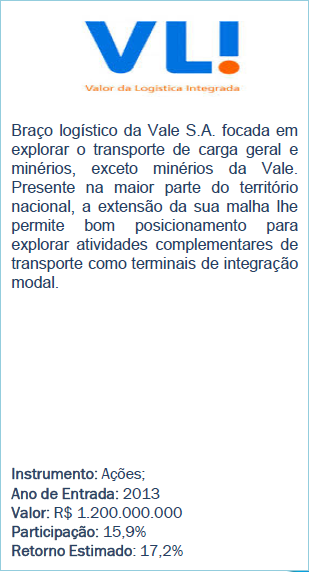 VL!
Valor da Logística Integrada
Braço logístico da Vale S.A. focada em
explorar o transporte de carga geral e
minérios, exceto minérios da Vale.
Presente na maior parte do território
nacional, a extensão da sua malha lhe
permite bom posicionamento para
explorar atividades complementares de
transporte como terminais de integração
modal.
Instrumento: Ações;
Ano de Entrada: 2013
Valor: R$ 1.200.000.000
Participação: 15,9%
Retorno Estimado: 17,2%